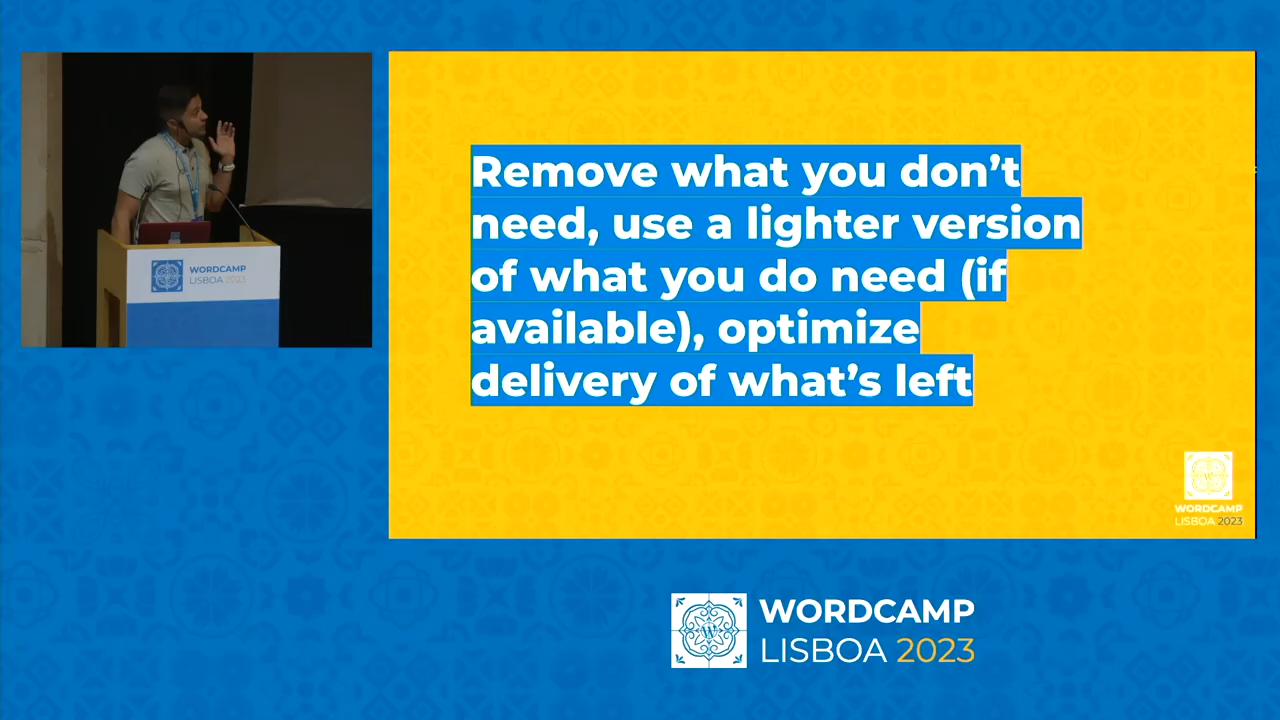 WORDCAMP
LISBOA 2023
Remove what you don't
need, use a lighter version
of what you do need (if
available), optimize
delivery of what's left
WORDCAMP
LISBOA 2023
WORDCAMP
LISBOA 2023